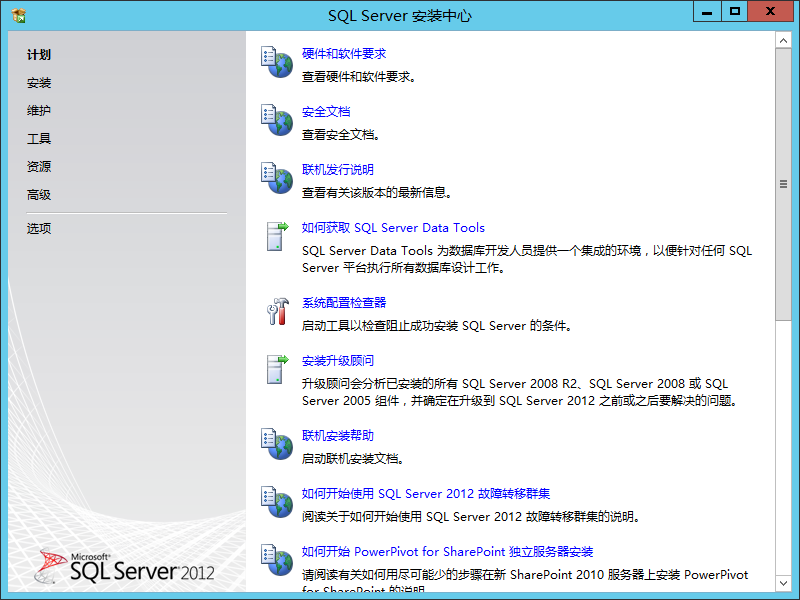 SQL Server 安装中心
计划
安装
维护
工具
资源
高级
选项
Microsoft®
SQL Server® 2012
硬件和软件要求
查看硬件和软件要求。
安全文档
查看安全文档。
联机发行说明
查看有关该版本的最新信息。
如何获取 SQL Server Data Tools
SQL Server Data Tools 为数据库开发人员提供一个集成的环境，以便针对任何 SQL
Server 平台执行所有数据库设计工作。
系统配置检查器
启动工具以检查阻止成功安装 SQL Server 的条件。
安装升级顾问
升级顾问会分析已安装的所有 SQL Server 2008 R2、SQL Server 2008 或 SQL
Server 2005 组件，并确定在升级到 SQL Server 2012 之前或之后要解决的问题。
联机安装帮助
启动联机安装文档。
如何开始使用 SQL Server 2012 故障转移群集
阅读关于如何开始使用 SQL Server 2012 故障转移群集的说明。
如何开始 PowerPivot for SharePoint 独立服务器安装
请阅读有关如何用尽可能少的步骤在新 SharePoint 2010 服务器上安装 PowerPivot
for SharePoint 的说明